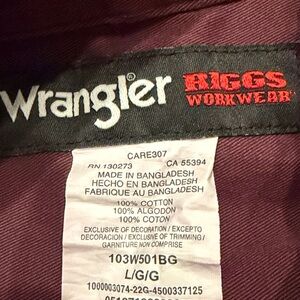 Wrangler RIGGS
WORKWEAR
CARE307
RN 130273 CA 55394
MADE IN BANGLADESH
HECHO EN BANGLADESH
FABRIQUE AU BANGLADESH
100% COTTON
100% ALGODON
100% COTON
EXCLUSIVE OF DECORATION / EXCEPTO
DECORACION / EXCLUSIVE OF TRIMMING /
GARNITURE NON COMPRISE
103W501BG
L/G/G
1000003074-22G-4500337125